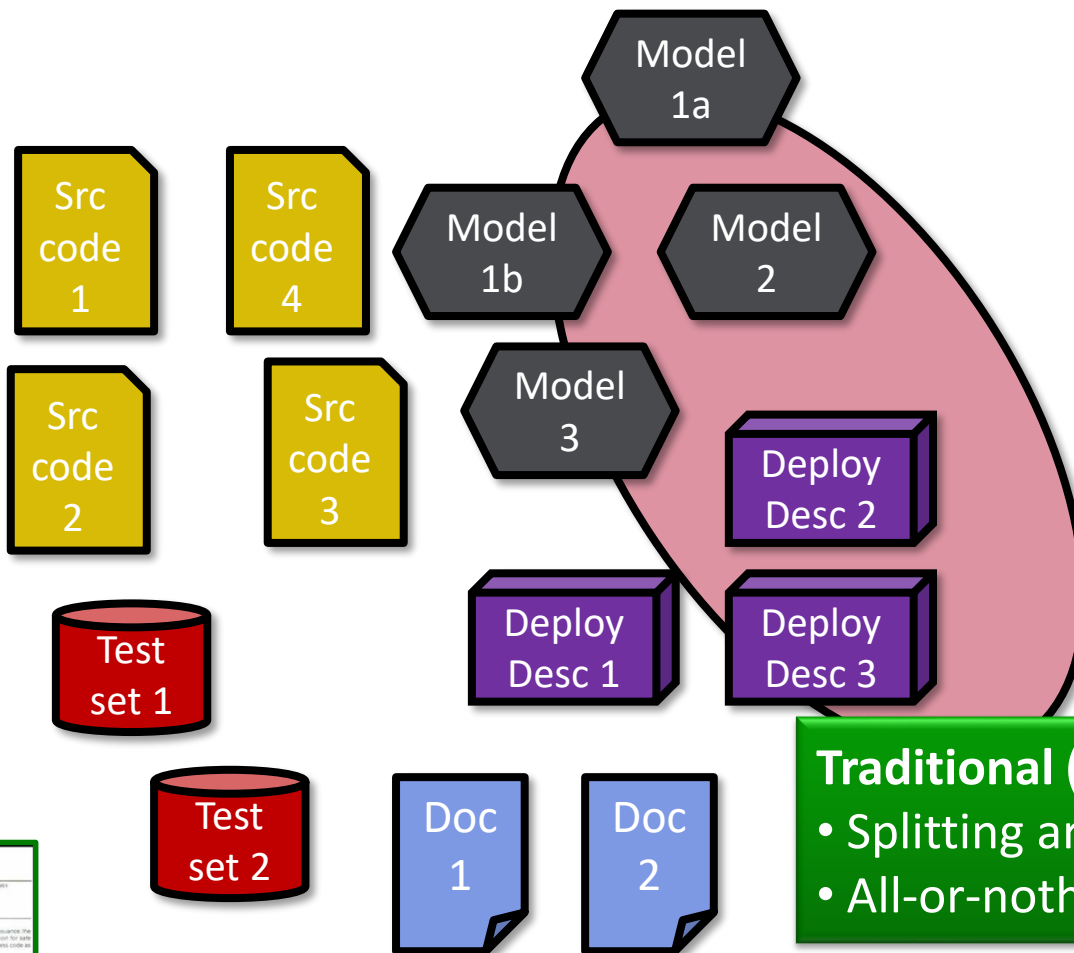 Model
1a
Src
code
1
Src
code
4
Model
1b
Model
2
Src
code
2
Src
code
3
Model
3
Deploy
Desc 2
Deploy
Desc 1
Deploy
Desc 3
Test
set 1
Test
set 2
Doc
1
Doc
2
Traditional (
• Splitting ar
• All-or-noth